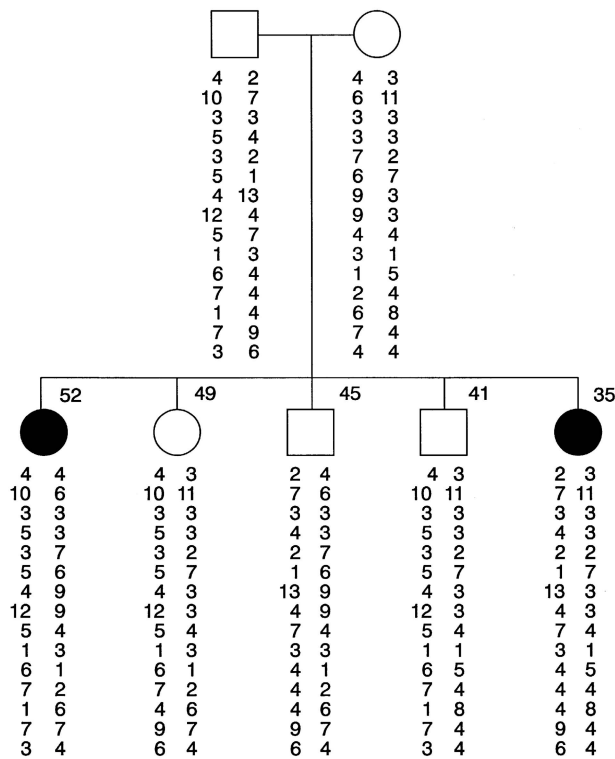 4 2 4 3
10 7 6 11
3 3 3 3
5 4 3 3
3 2 7 2
5 1 6 7
4 13 9 3
12 4 9 3
5 7 4 4
1 3 3 1
6 4 1 5
7 4 2 4
1 4 6 8
7 9 7 4
3 6 4 4
52 49 45 41 35
4 4 4 3 2 4 4 3 2 3
10 6 10 11 7 6 10 11 7 11
3 3 3 3 3 3 3 3 3 3
5 3 5 3 4 3 5 3 4 3
3 7 3 2 2 7 3 2 2 2
5 6 5 7 1 6 5 7 1 7
4 9 4 3 13 9 4 3 13 3
12 9 12 3 4 9 12 3 4 3
5 4 5 4 7 4 5 4 7 4
1 3 1 3 3 3 1 1 3 1
6 1 6 1 4 1 6 5 4 5
7 2 7 2 4 2 7 4 4 4
1 6 4 6 4 6 1 8 4 8
7 7 9 7 9 7 7 4 9 4
3 4 6 4 6 4 3 4 6 4